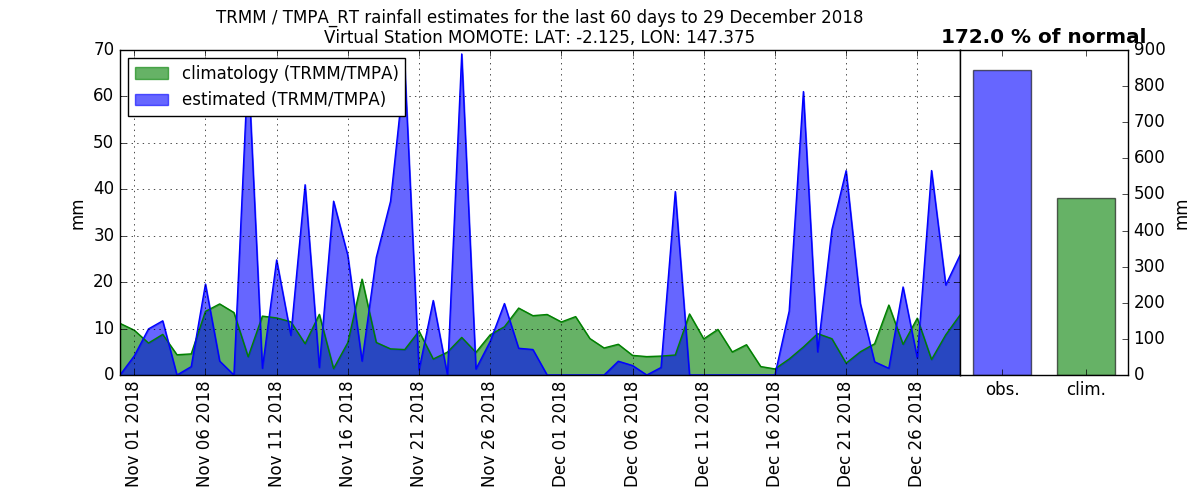 TRMM / TMPA_RT rainfall estimates for the last 60 days to 29 December 2018
Virtual Station MOMOTE: LAT: -2.125, LON: 147.375
172.0 % of normal
climatology (TRMM/TMPA)
estimated (TRMM/TMPA)
70
60
50
40
30
20
10
0
mm
Nov 01 2018
Nov 06 2018
Nov 11 2018
Nov 16 2018
Nov 21 2018
Nov 26 2018
Dec 01 2018
Dec 06 2018
Dec 11 2018
Dec 16 2018
Dec 21 2018
Dec 26 2018
900
800
700
600
500
400
300
200
100
0
mm
obs.
clim.